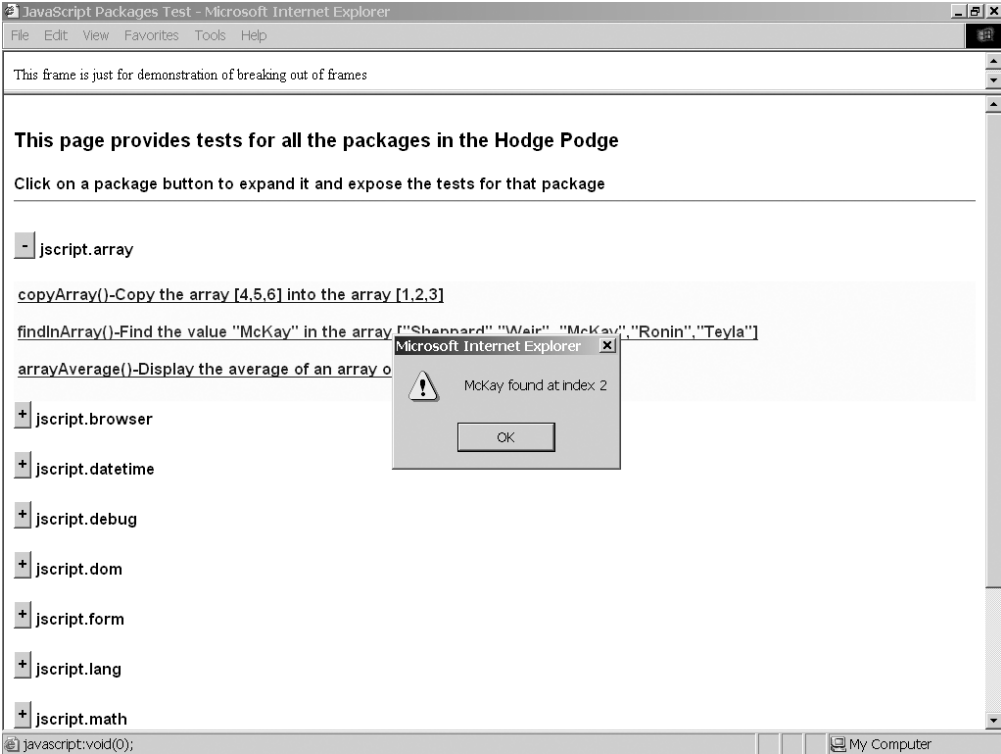 JavaScript Packages Test - Microsoft Internet Explorer
File Edit View Favorites Tools Help
This frame is just for demonstration of breaking out of frames
This page provides tests for all the packages in the Hodge Podge
Click on a package button to expand it and expose the tests for that package
- jscript.array
copyArray()-Copy the array [4,5,6] into the array [1,2,3]
findInArray()-Find the value "McKay" in the array ["Sheppard","Weir", "McKay","Ronin","Teyla"]
Microsoft Internet Explorer
arrayAverage()-Display the average of an array
McKay found at index 2
OK
+ jscript.browser
+ jscript.datetime
+ jscript.debug
+ jscript.dom
+ jscript.form
+ jscript.lang
+ jscript.math
javascript:void(0);
My Computer